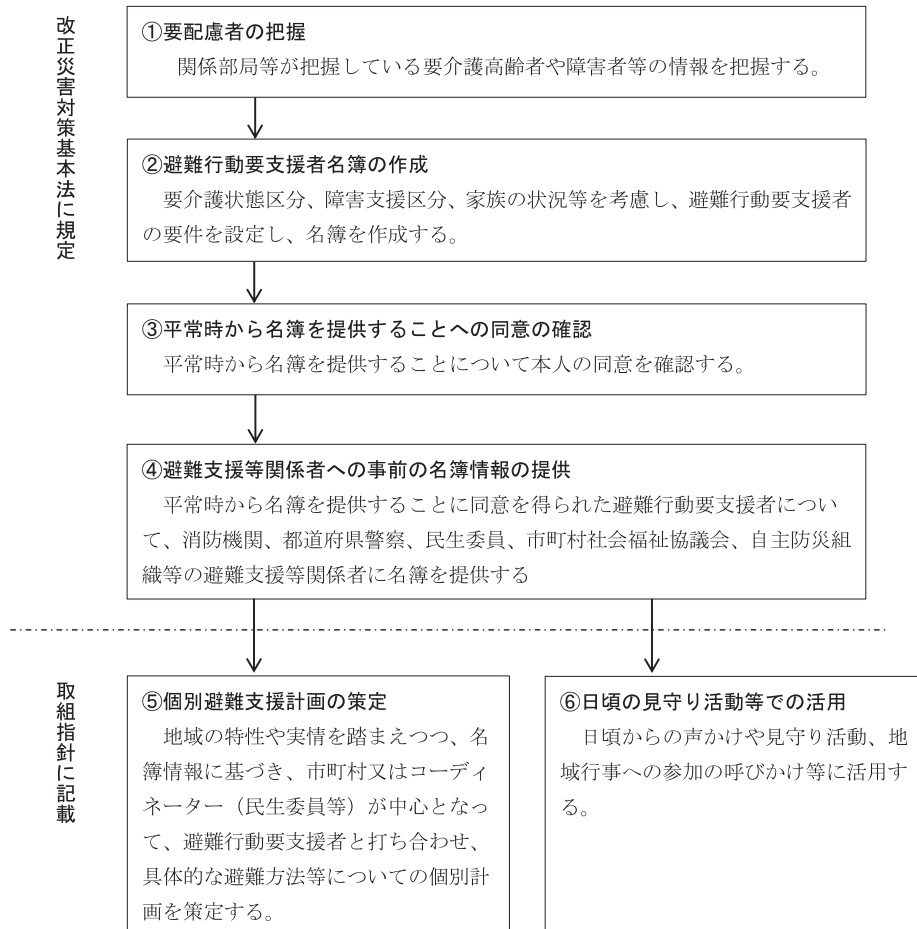 改正災害対策基本法に規定
①要配慮者の把握
関係部局等が把握している要介護高齢者や障害者等の情報を把握する。
②避難行動要支援者名簿の作成
要介護状態区分、障害支援区分、家族の状況等を考慮し、避難行動要支援者
の要件を設定し、名簿を作成する。
③平常時から名簿を提供することへの同意の確認
平常時から名簿を提供することについて本人の同意を確認する。
④避難支援等関係者への事前の名簿情報の提供
平常時から名簿を提供することに同意を得られた避難行動要支援者につい
て、消防機関、都道府県警察、民生委員、市町村社会福祉協議会、自主防災組
織等の避難支援等関係者に名簿を提供する
取組指針に記載
⑤個別避難支援計画の策定
地域の特性や実情を踏まえつつ、名
簿情報に基づき、市町村又はコーディ
ネーター（民生委員等）が中心となっ
て、避難行動要支援者と打ち合わせ、
具体的な避難方法等についての個別計
画を策定する。
⑥日頃の見守り活動等での活用
日頃からの声かけや見守り活動、地
域行事への参加の呼びかけ等に活用す
る。